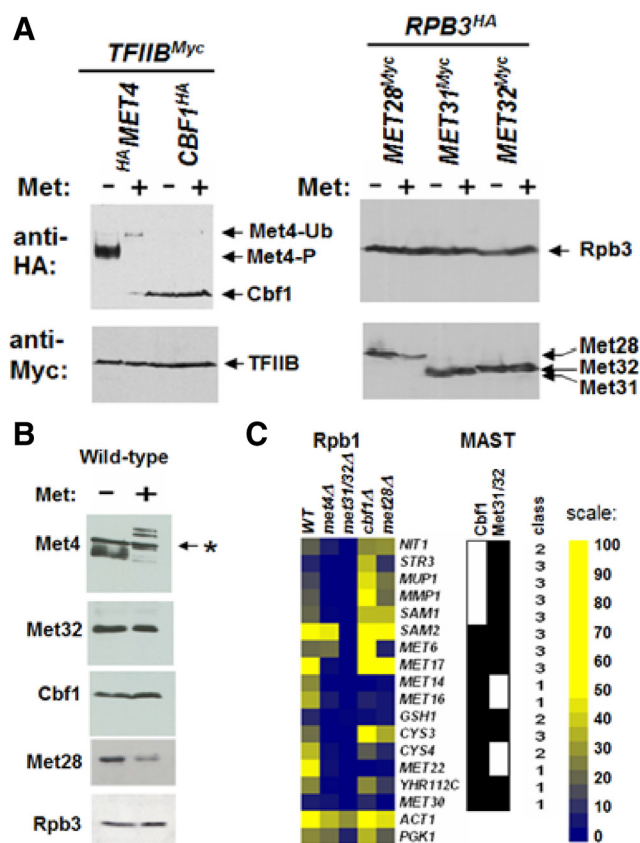 A
TFIIB^Myc
RPB3^HA
^HA MET4
CBF1^HA
MET28^Myc
MET31^Myc
MET32^Myc
Met: − + − +
− + − + − +
anti-HA:
Met4-Ub
Met4-P
Cbf1
Rpb3
anti-Myc:
TFIIB
Met28
Met32
Met31
B
Wild-type
Met: − +
Met4
*
Met32
Cbf1
Met28
Rpb3
C
Rpb1
MAST
WT
met4Δ
met31/32Δ
cbf1Δ
met28Δ
Cbf1
Met31/32
class
scale:
NIT1 2
STR3 3
MUP1 3
MMP1 3
SAM1 3
SAM2 3
MET6 3
MET17 3
MET14 1
MET16 1
GSH1 2
CYS3 3
CYS4 2
MET22 1
YHR112C 1
MET30 1
ACT1
PGK1
100
90
80
70
60
50
40
30
20
10
0